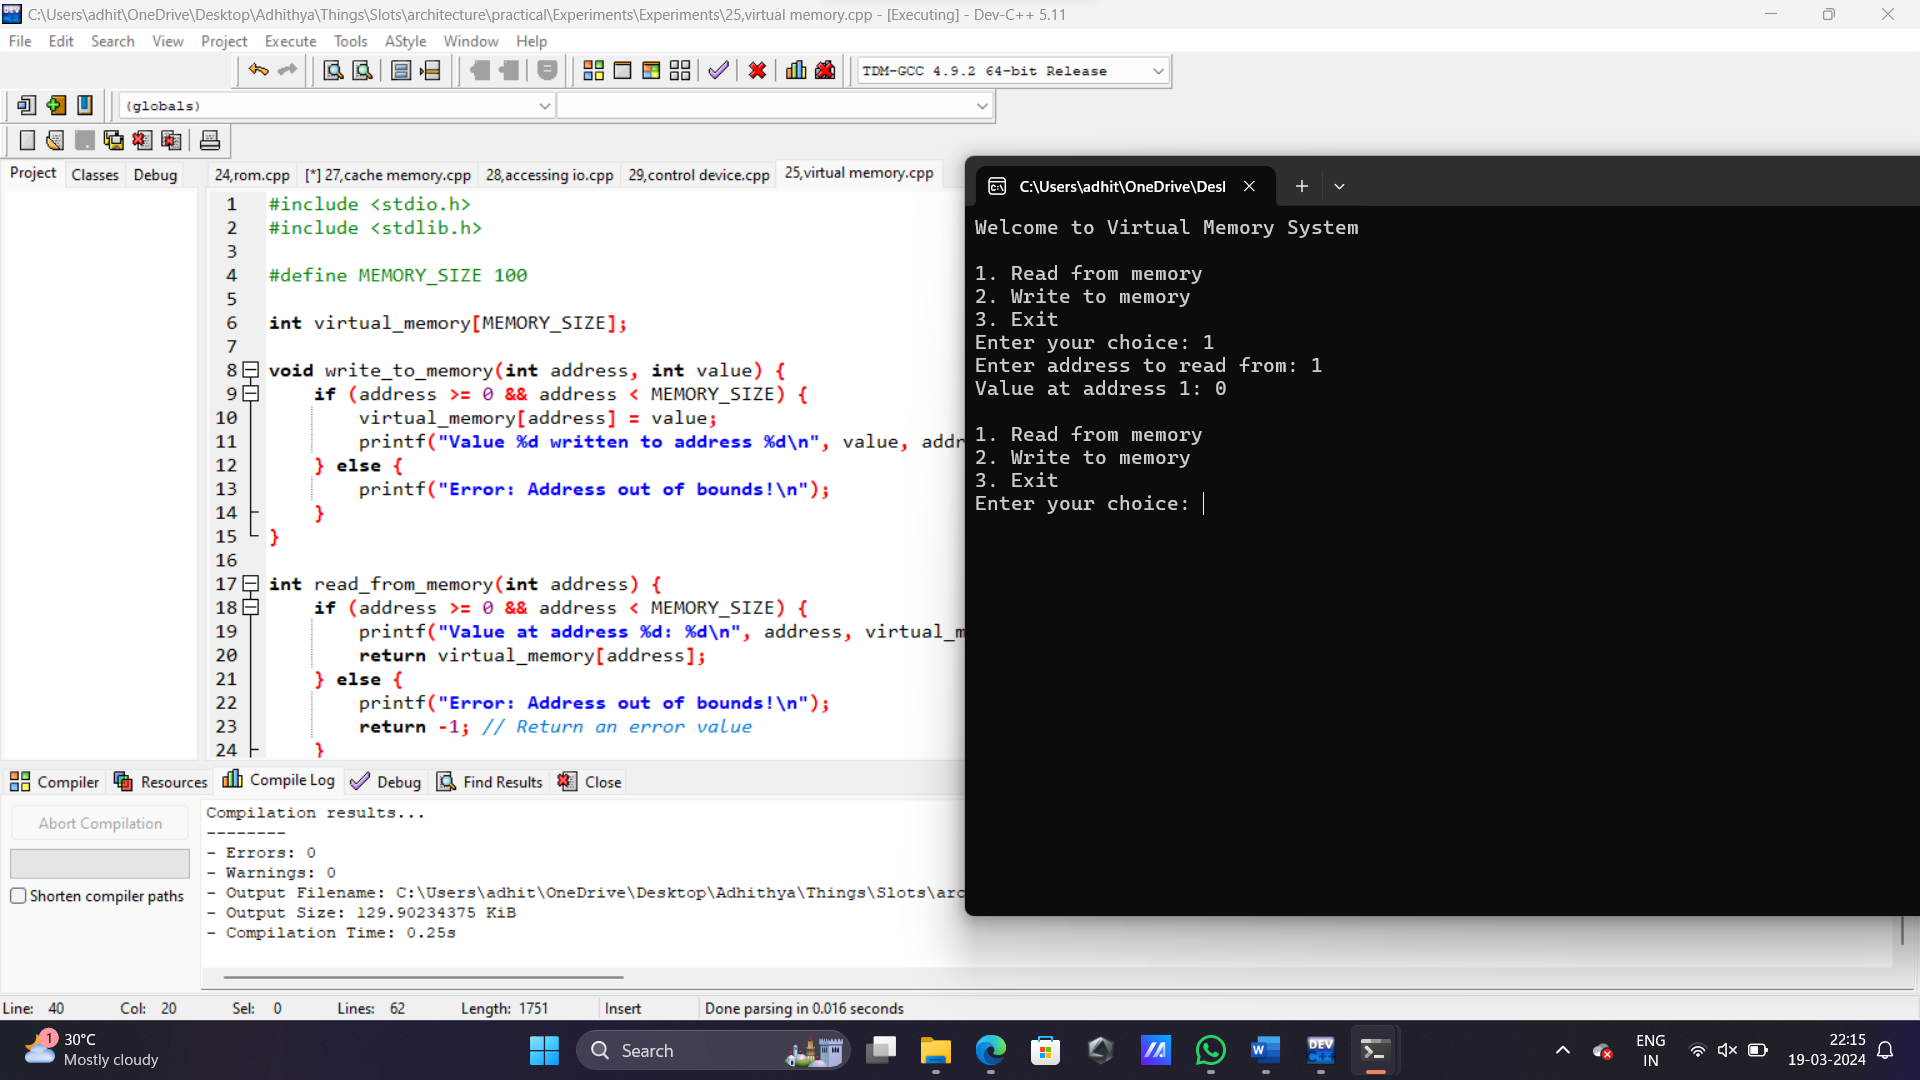 C:\Users\adhit\OneDrive\Desktop\Adhithya\Things\Slots\architecture\practical\Experiments\Experiments\25,virtual memory.cpp - [Executing] - Dev-C++ 5.11
File Edit Search View Project Execute Tools AStyle Window Help
TDM-GCC 4.9.2 64-bit Release
(globals)
Project Classes Debug
24,rom.cpp [*] 27,cache memory.cpp 28,accessing io.cpp 29,control device.cpp 25,virtual memory.cpp
1 #include <stdio.h>
2 #include <stdlib.h>
3
4 #define MEMORY_SIZE 100
5
6 int virtual_memory[MEMORY_SIZE];
7
8 void write_to_memory(int address, int value) {
9 if (address >= 0 && address < MEMORY_SIZE) {
10 virtual_memory[address] = value;
11 printf("Value %d written to address %d\n", value, addr
12 } else {
13 printf("Error: Address out of bounds!\n");
14 }
15 }
16
17 int read_from_memory(int address) {
18 if (address >= 0 && address < MEMORY_SIZE) {
19 printf("Value at address %d: %d\n", address, virtual_m
20 return virtual_memory[address];
21 } else {
22 printf("Error: Address out of bounds!\n");
23 return -1; // Return an error value
24 }
C:\Users\adhit\OneDrive\Desl
Welcome to Virtual Memory System
1. Read from memory
2. Write to memory
3. Exit
Enter your choice: 1
Enter address to read from: 1
Value at address 1: 0
1. Read from memory
2. Write to memory
3. Exit
Enter your choice:
Compiler Resources Compile Log Debug Find Results Close
Abort Compilation
Shorten compiler paths
Compilation results...
--------
- Errors: 0
- Warnings: 0
- Output Filename: C:\Users\adhit\OneDrive\Desktop\Adhithya\Things\Slots\arc
- Output Size: 129.90234375 KiB
- Compilation Time: 0.25s
Line: 40 Col: 20 Sel: 0 Lines: 62 Length: 1751 Insert Done parsing in 0.016 seconds
1
30°C
Mostly cloudy
Search
DEV
ENG
IN
22:15
19-03-2024